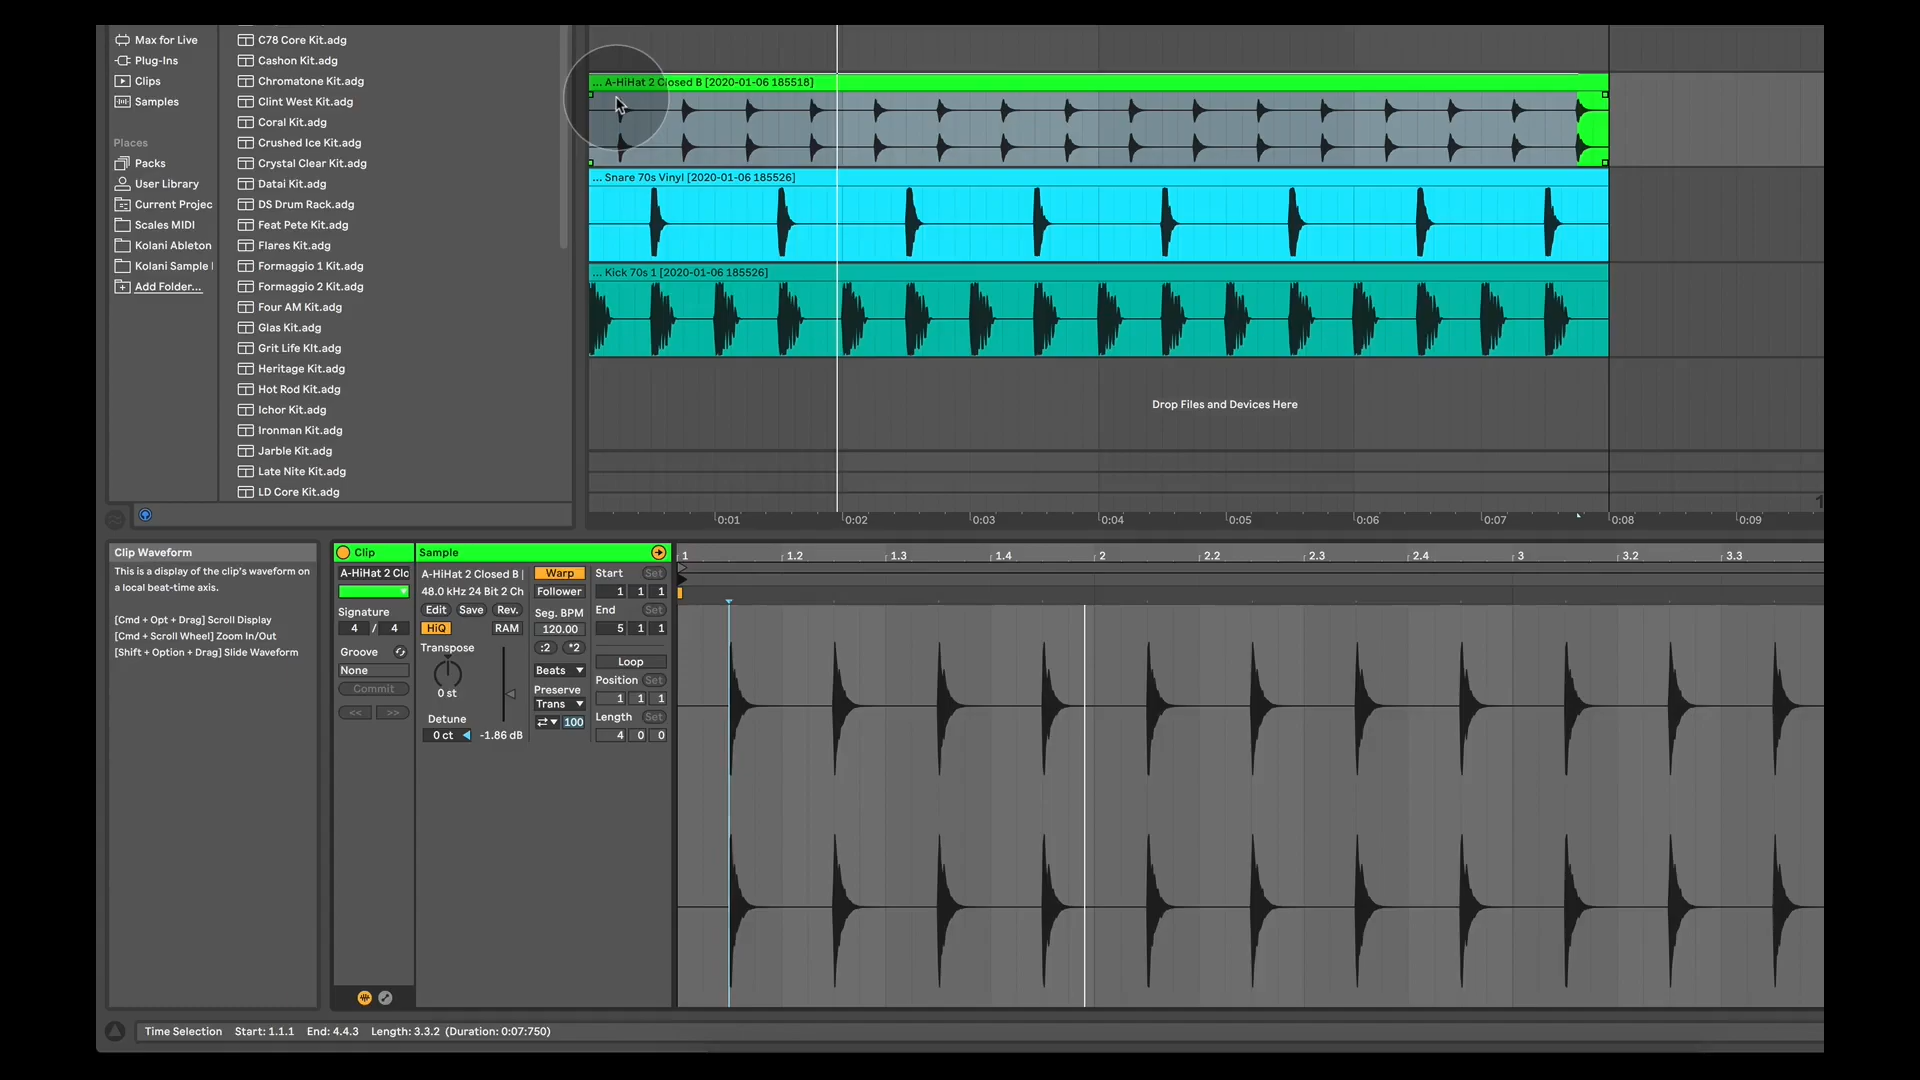 Max for Live
Plug-Ins
Clips
Samples
Places
Packs
User Library
Current Projec
Scales MIDI
Kolani Ableton
Kolani Sample
Add Folder...
C78 Core Kit.adg
Cashon Kit.adg
Chromatone Kit.adg
Clint West Kit.adg
Coral Kit.adg
Crushed Ice Kit.adg
Crystal Clear Kit.adg
Datai Kit.adg
DS Drum Rack.adg
Feat Pete Kit.adg
Flares Kit.adg
Formaggio 1 Kit.adg
Formaggio 2 Kit.adg
Four AM Kit.adg
Glas Kit.adg
Grit Life KIt.adg
Heritage Kit.adg
Hot Rod Kit.adg
Ichor Kit.adg
Ironman Kit.adg
Jarble Kit.adg
Late Nite Kit.adg
LD Core Kit.adg
... A-HiHat 2 Closed B [2020-01-06 185518]
... Snare 70s Vinyl [2020-01-06 185526]
... Kick 70s 1 [2020-01-06 185526]
Drop Files and Devices Here
0:01 0:02 0:03 0:04 0:05 0:06 0:07 0:08 0:09
Clip Waveform
This is a display of the clip's waveform on
a local beat-time axis.
[Cmd + Opt + Drag] Scroll Display
[Cmd + Scroll Wheel] Zoom In/Out
[Shift + Option + Drag] Slide Waveform
Clip
A-HiHat 2 Clo
Signature
4 / 4
Groove
None
Commit
<< >>
Sample
A-HiHat 2 Closed B |
48.0 kHz 24 Bit 2 Ch
Edit Save Rev.
HiQ RAM
Transpose
0 st
Detune
0 ct -1.86 dB
Warp
Follower
Seg. BPM
120.00
:2 *2
Beats
Preserve
Trans
100
Start Set
1 1 1
End Set
5 1 1
Loop
Position Set
1 1 1
Length Set
4 0 0
1 1.2 1.3 1.4 2 2.2 2.3 2.4 3 3.2 3.3
Time Selection Start: 1.1.1 End: 4.4.3 Length: 3.3.2 (Duration: 0:07:750)